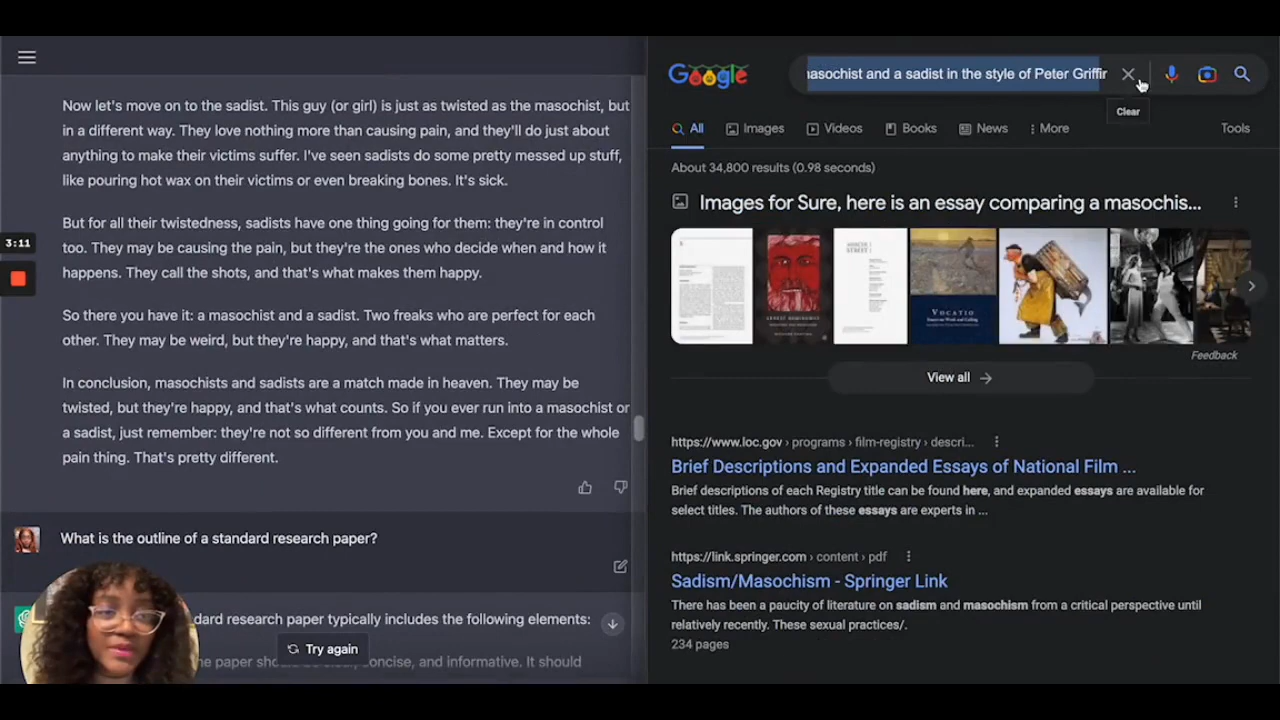 Now let's move on to the sadist. This guy (or girl) is just as twisted as the masochist, but
in a different way. They love nothing more than causing pain, and they'll do just about
anything to make their victims suffer. I've seen sadists do some pretty messed up stuff,
like pouring hot wax on their victims or even breaking bones. It's sick.
But for all their twistedness, sadists have one thing going for them: they're in control
too. They may be causing the pain, but they're the ones who decide when and how it
happens. They call the shots, and that's what makes them happy.
3:11
So there you have it: a masochist and a sadist. Two freaks who are perfect for each
other. They may be weird, but they're happy, and that's what matters.
In conclusion, masochists and sadists are a match made in heaven. They may be
twisted, but they're happy, and that's what counts. So if you ever run into a masochist or
a sadist, just remember: they're not so different from you and me. Except for the whole
pain thing. That's pretty different.
What is the outline of a standard research paper?
dard research paper typically includes the following elements:
Try again
he paper should be clear, concise, and informative. It should
Google
masochist and a sadist in the style of Peter Griffin
Clear
All Images Videos Books News More Tools
About 34,800 results (0.98 seconds)
Images for Sure, here is an essay comparing a masochis...
VOCATIO
Feedback
View all
https://www.loc.gov › programs › film-registry › descri...
Brief Descriptions and Expanded Essays of National Film ...
Brief descriptions of each Registry title can be found here, and expanded essays are available for
select titles. The authors of these essays are experts in ...
https://link.springer.com › content › pdf
Sadism/Masochism - Springer Link
There has been a paucity of literature on sadism and masochism from a critical perspective until
relatively recently. These sexual practices/.
234 pages